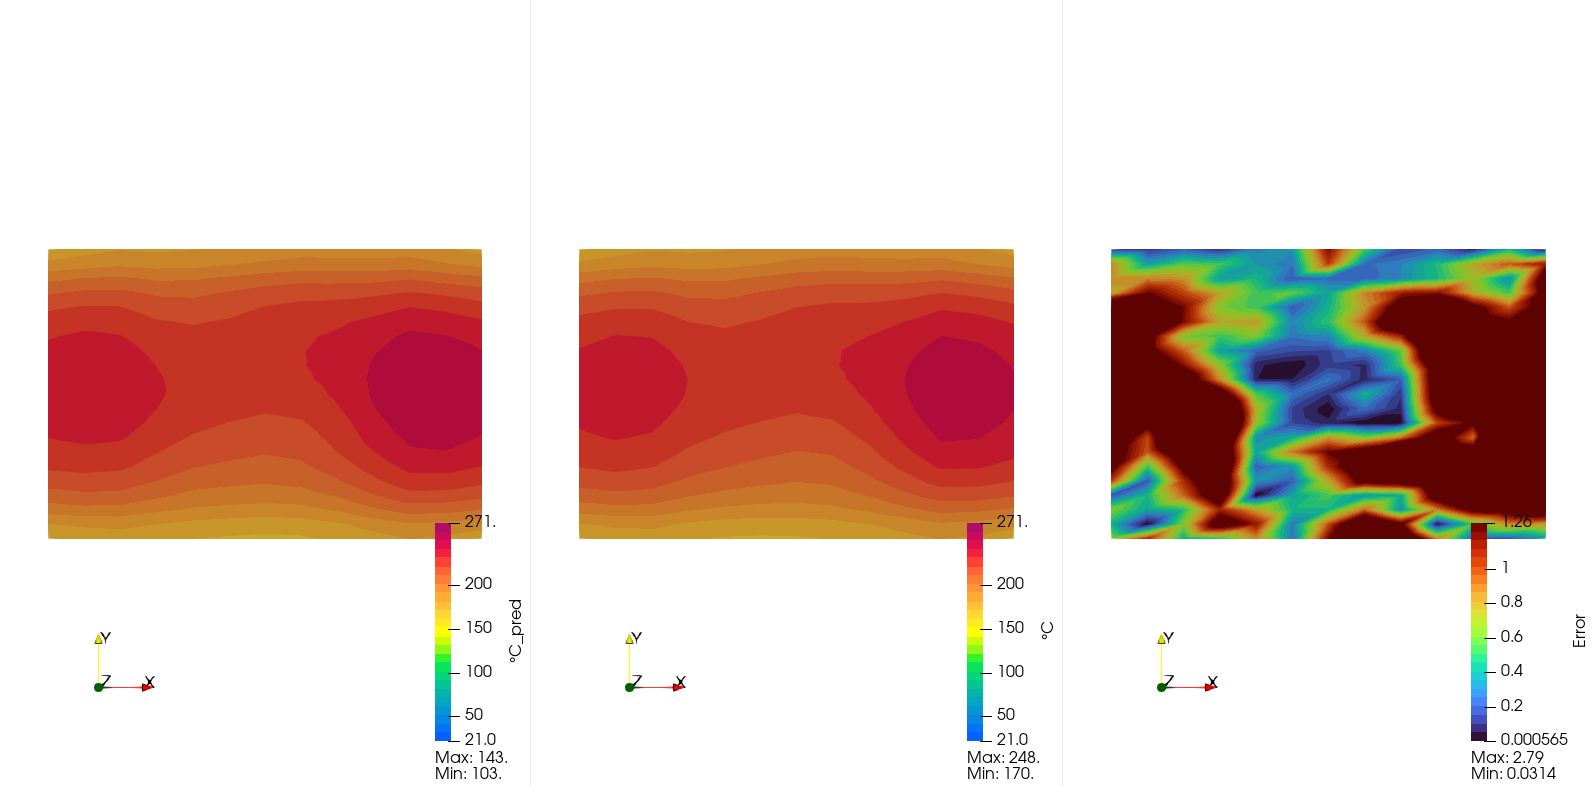 271.
200
150
100
50
21.0
°C_pred
Max: 143.
Min: 103.
Y
Z
X
271.
200
150
100
50
21.0
°C
Max: 248.
Min: 170.
Y
Z
X
1.26
1
0.8
0.6
0.4
0.2
0.000565
Error
Max: 2.79
Min: 0.0314
Y
Z
X